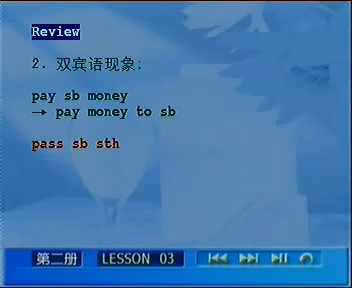 Review
2. 双宾语现象:
pay sb money
→ pay money to sb
pass sb sth
第二册 LESSON 03